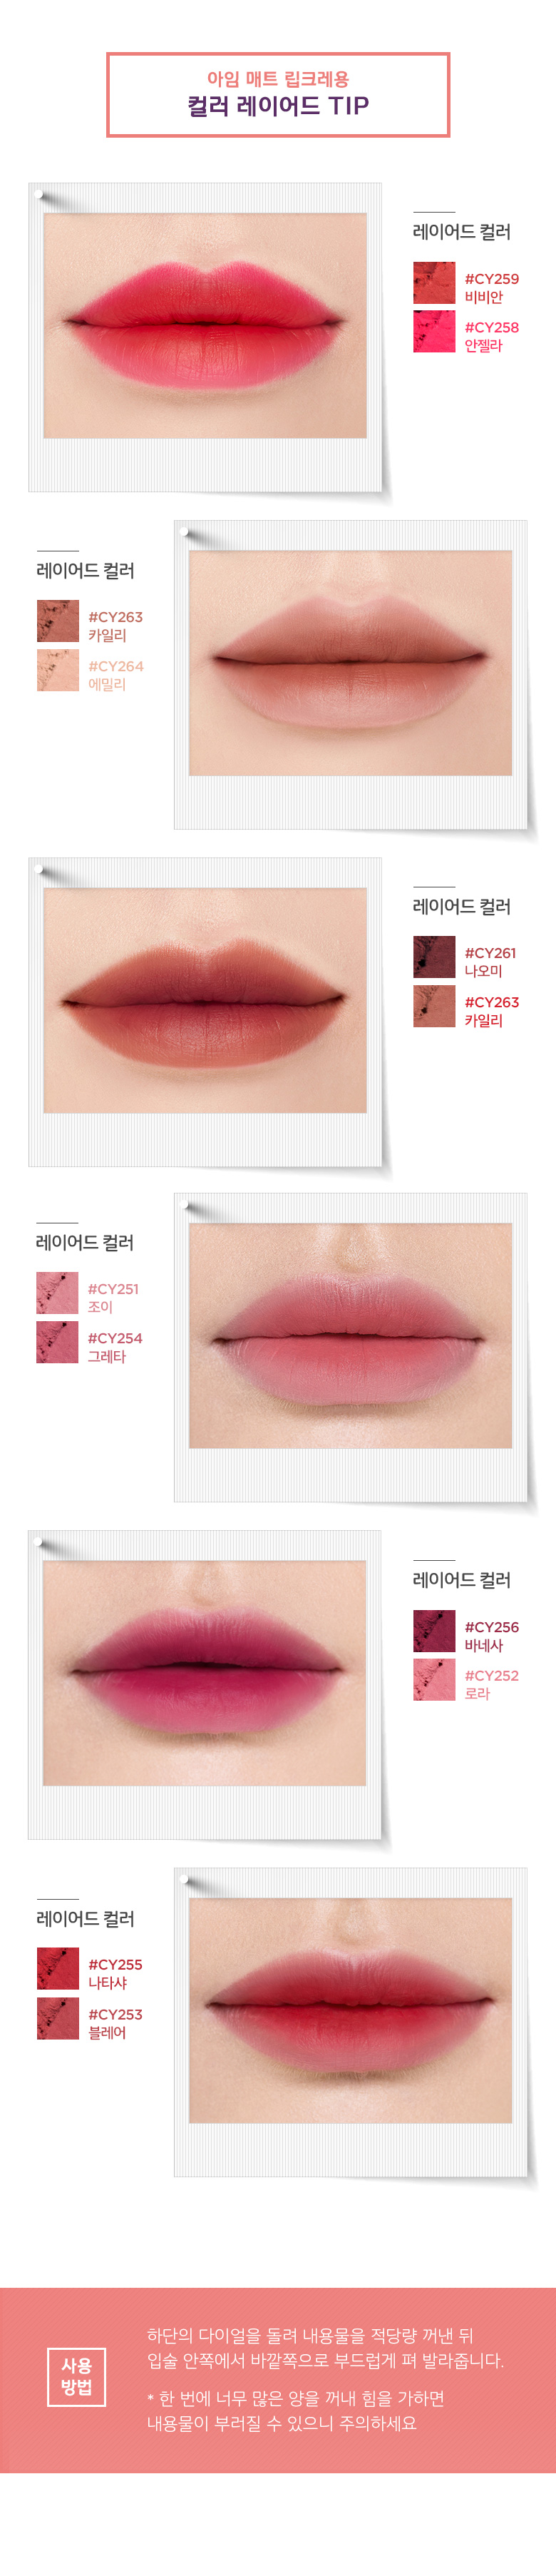 아임 매트 립크레용
컬러 레이어드 TIP
레이어드 컬러
#CY259
비비안
#CY258
안젤라
레이어드 컬러
#CY263
카일리
#CY264
에밀리
레이어드 컬러
#CY261
나오미
#CY263
카일리
레이어드 컬러
#CY251
조이
#CY254
그레타
레이어드 컬러
#CY256
바네사
#CY252
로라
레이어드 컬러
#CY255
나타샤
#CY253
블레어
사용
방법
하단의 다이얼을 돌려 내용물을 적당량 꺼낸 뒤
입술 안쪽에서 바깥쪽으로 부드럽게 펴 발라줍니다.
* 한 번에 너무 많은 양을 꺼내 힘을 가하면
내용물이 부러질 수 있으니 주의하세요